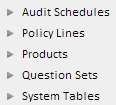 Audit Schedules
Policy Lines
Products
Question Sets
System Tables